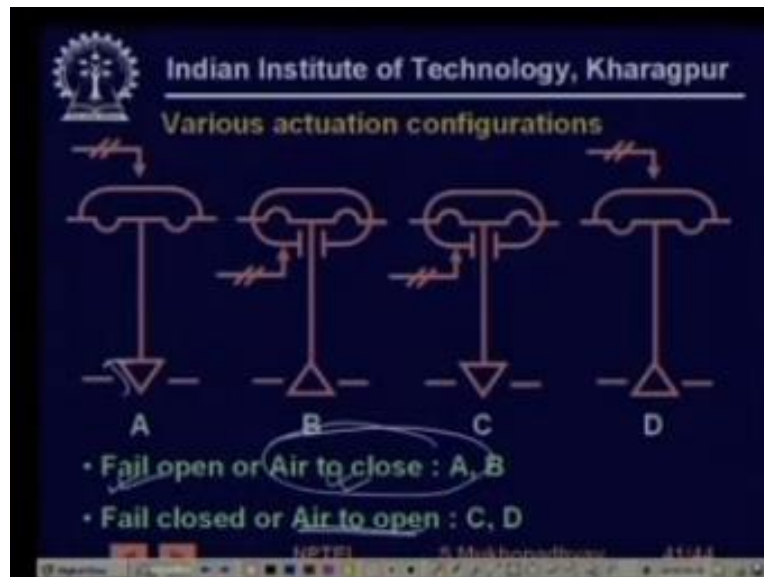 Indian Institute of Technology, Kharagpur
Various actuation configurations
A B C D
• Fail open or Air to close : A, B
• Fail closed or Air to open : C, D
NPTEL S.Mukhopadhyay 41/44